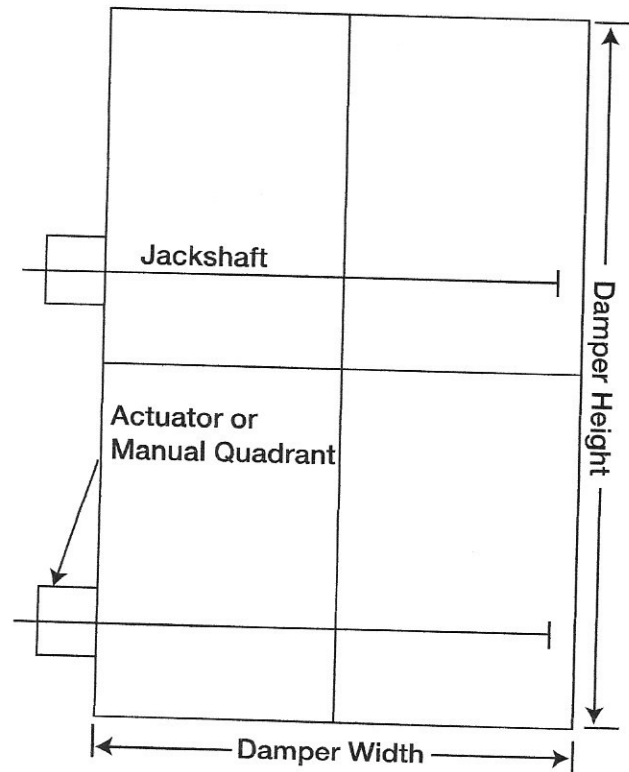 Jackshaft
Damper Height
Actuator or
Manual Quadrant
Damper Width